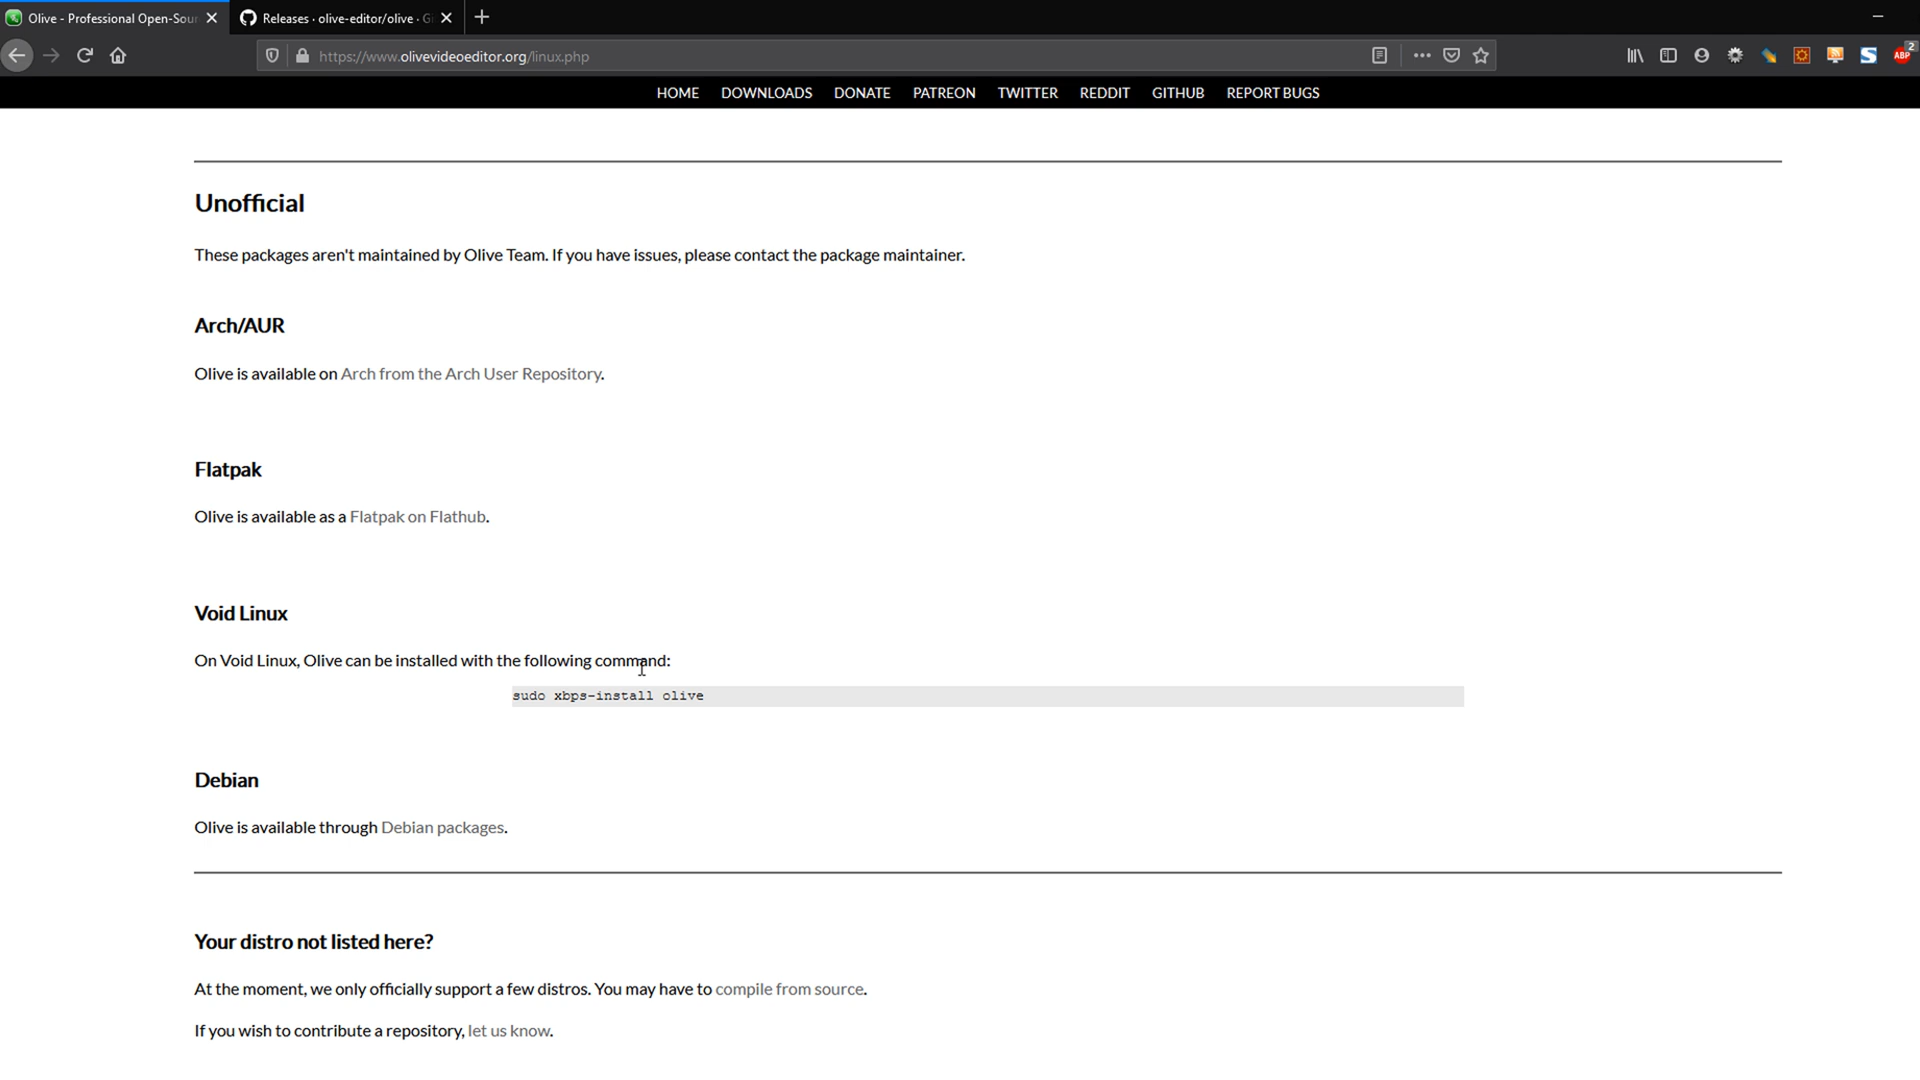 Olive - Professional Open-Sou
Releases · olive-editor/olive · G
https://www.olivevideoeditor.org/linux.php
ABP
2
HOME DOWNLOADS DONATE PATREON TWITTER REDDIT GITHUB REPORT BUGS
Unofficial
These packages aren't maintained by Olive Team. If you have issues, please contact the package maintainer.
Arch/AUR
Olive is available on Arch from the Arch User Repository.
Flatpak
Olive is available as a Flatpak on Flathub.
Void Linux
On Void Linux, Olive can be installed with the following command:
sudo xbps-install olive
Debian
Olive is available through Debian packages.
Your distro not listed here?
At the moment, we only officially support a few distros. You may have to compile from source.
If you wish to contribute a repository, let us know.